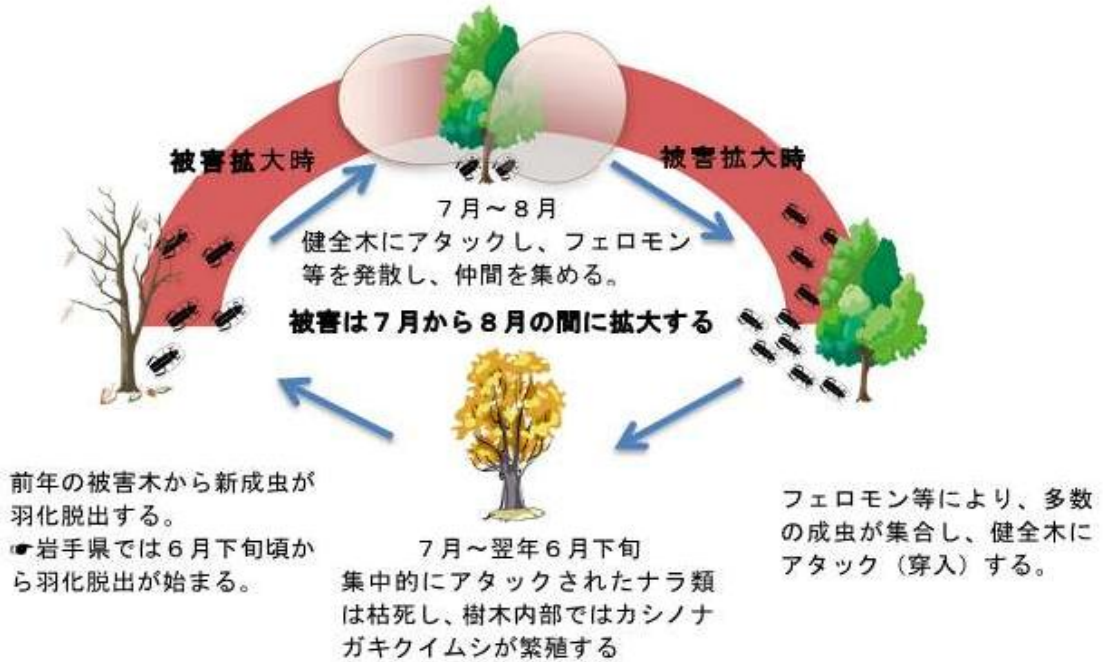 被害拡大時
被害拡大時
７月～８月
健全木にアタックし、フェロモン
等を発散し、仲間を集める。
被害は７月から８月の間に拡大する
前年の被害木から新成虫が
羽化脱出する。
☛岩手県では６月下旬頃か
ら羽化脱出が始まる。
７月～翌年６月下旬
集中的にアタックされたナラ類
は枯死し、樹木内部ではカシノナ
ガキクイムシが繁殖する
フェロモン等により、多数
の成虫が集合し、健全木に
アタック（穿入）する。